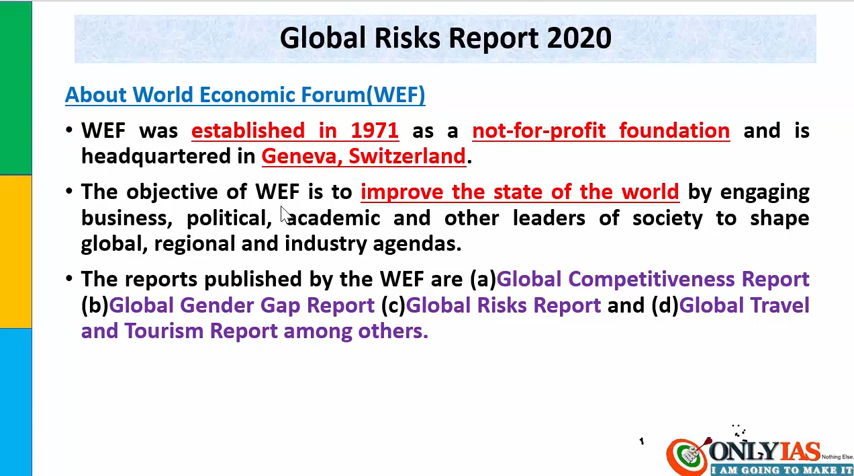 Global Risks Report 2020
About World Economic Forum(WEF)
• WEF was established in 1971 as a not-for-profit foundation and is
headquartered in Geneva, Switzerland.
• The objective of WEF is to improve the state of the world by engaging
business, political, academic and other leaders of society to shape
global, regional and industry agendas.
• The reports published by the WEF are (a)Global Competitiveness Report
(b)Global Gender Gap Report (c)Global Risks Report and (d)Global Travel
and Tourism Report among others.
1
ONLYIAS
Nothing Else.
I AM GOING TO MAKE IT